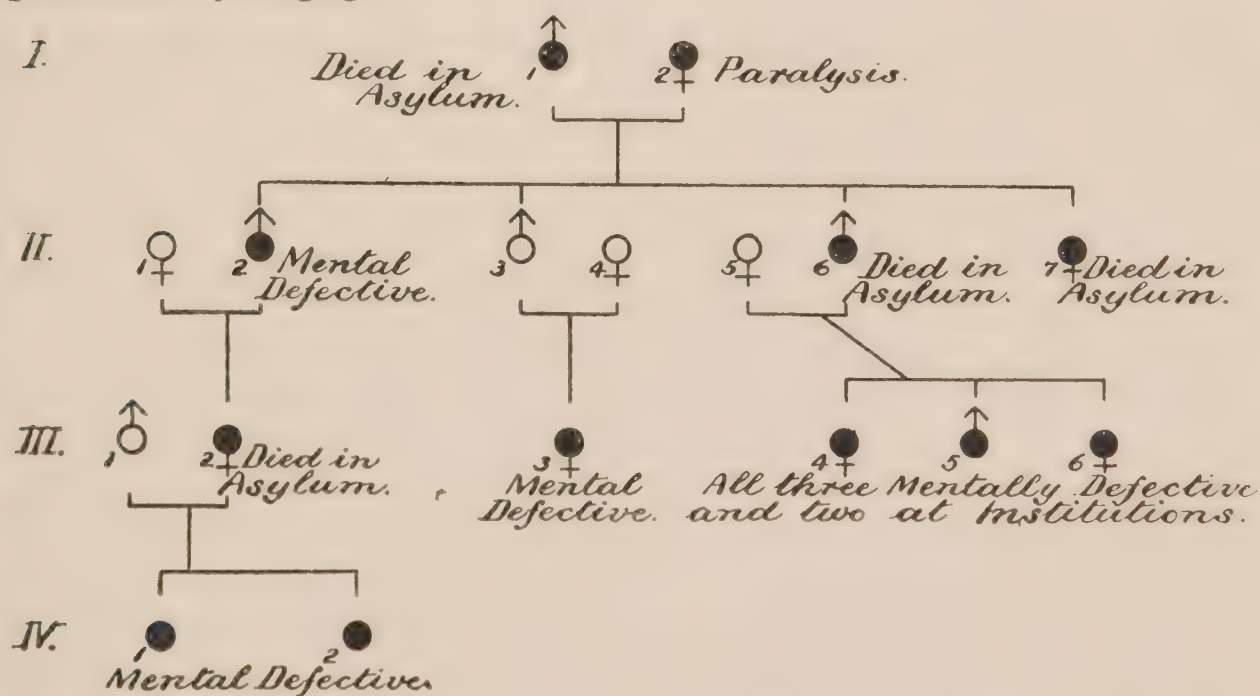 I.
Died in
Asylum.
1
2
Paralysis.
II.
1
2
Mental
Defective.
3
4
5
6
Died in
Asylum.
7
Died in
Asylum.
III.
1
2
Died in
Asylum.
3
Mental
Defective.
4
5
6
All three Mentally Defective
and two at Institutions.
IV.
1
2
Mental Defective.